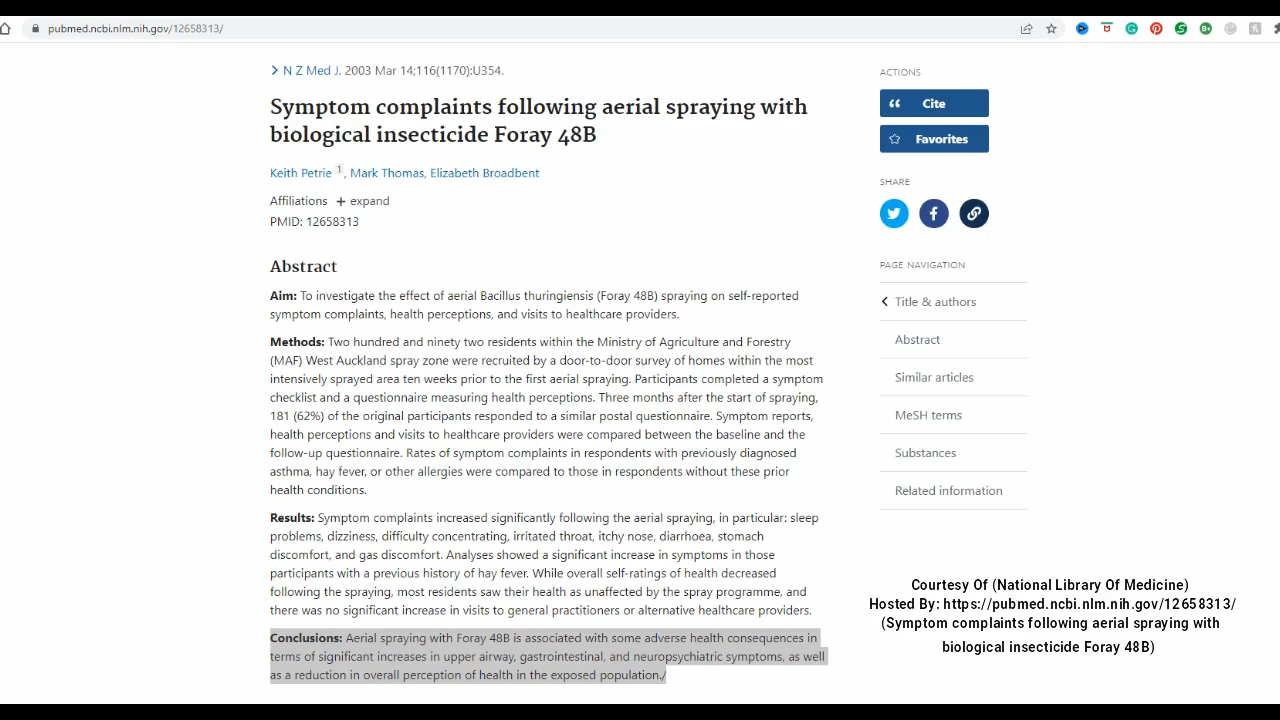 pubmed.ncbi.nlm.nih.gov/12658313/
N Z Med J. 2003 Mar 14;116(1170):U354.
Symptom complaints following aerial spraying with
biological insecticide Foray 48B
Keith Petrie 1, Mark Thomas, Elizabeth Broadbent
Affiliations + expand
PMID: 12658313
Abstract
Aim: To investigate the effect of aerial Bacillus thuringiensis (Foray 48B) spraying on self-reported
symptom complaints, health perceptions, and visits to healthcare providers.
Methods: Two hundred and ninety two residents within the Ministry of Agriculture and Forestry
(MAF) West Auckland spray zone were recruited by a door-to-door survey of homes within the most
intensively sprayed area ten weeks prior to the first aerial spraying. Participants completed a symptom
checklist and a questionnaire measuring health perceptions. Three months after the start of spraying,
181 (62%) of the original participants responded to a similar postal questionnaire. Symptom reports,
health perceptions and visits to healthcare providers were compared between the baseline and the
follow-up questionnaire. Rates of symptom complaints in respondents with previously diagnosed
asthma, hay fever, or other allergies were compared to those in respondents without these prior
health conditions.
Results: Symptom complaints increased significantly following the aerial spraying, in particular: sleep
problems, dizziness, difficulty concentrating, irritated throat, itchy nose, diarrhoea, stomach
discomfort, and gas discomfort. Analyses showed a significant increase in symptoms in those
participants with a previous history of hay fever. While overall self-ratings of health decreased
following the spraying, most residents saw their health as unaffected by the spray programme, and
there was no significant increase in visits to general practitioners or alternative healthcare providers.
Conclusions: Aerial spraying with Foray 48B is associated with some adverse health consequences in
terms of significant increases in upper airway, gastrointestinal, and neuropsychiatric symptoms, as well
as a reduction in overall perception of health in the exposed population./
ACTIONS
Cite
Favorites
SHARE
PAGE NAVIGATION
Title & authors
Abstract
Similar articles
MeSH terms
Substances
Related information
Courtesy Of (National Library Of Medicine)
Hosted By: https://pubmed.ncbi.nlm.nih.gov/12658313/
(Symptom complaints following aerial spraying with
biological insecticide Foray 48B)